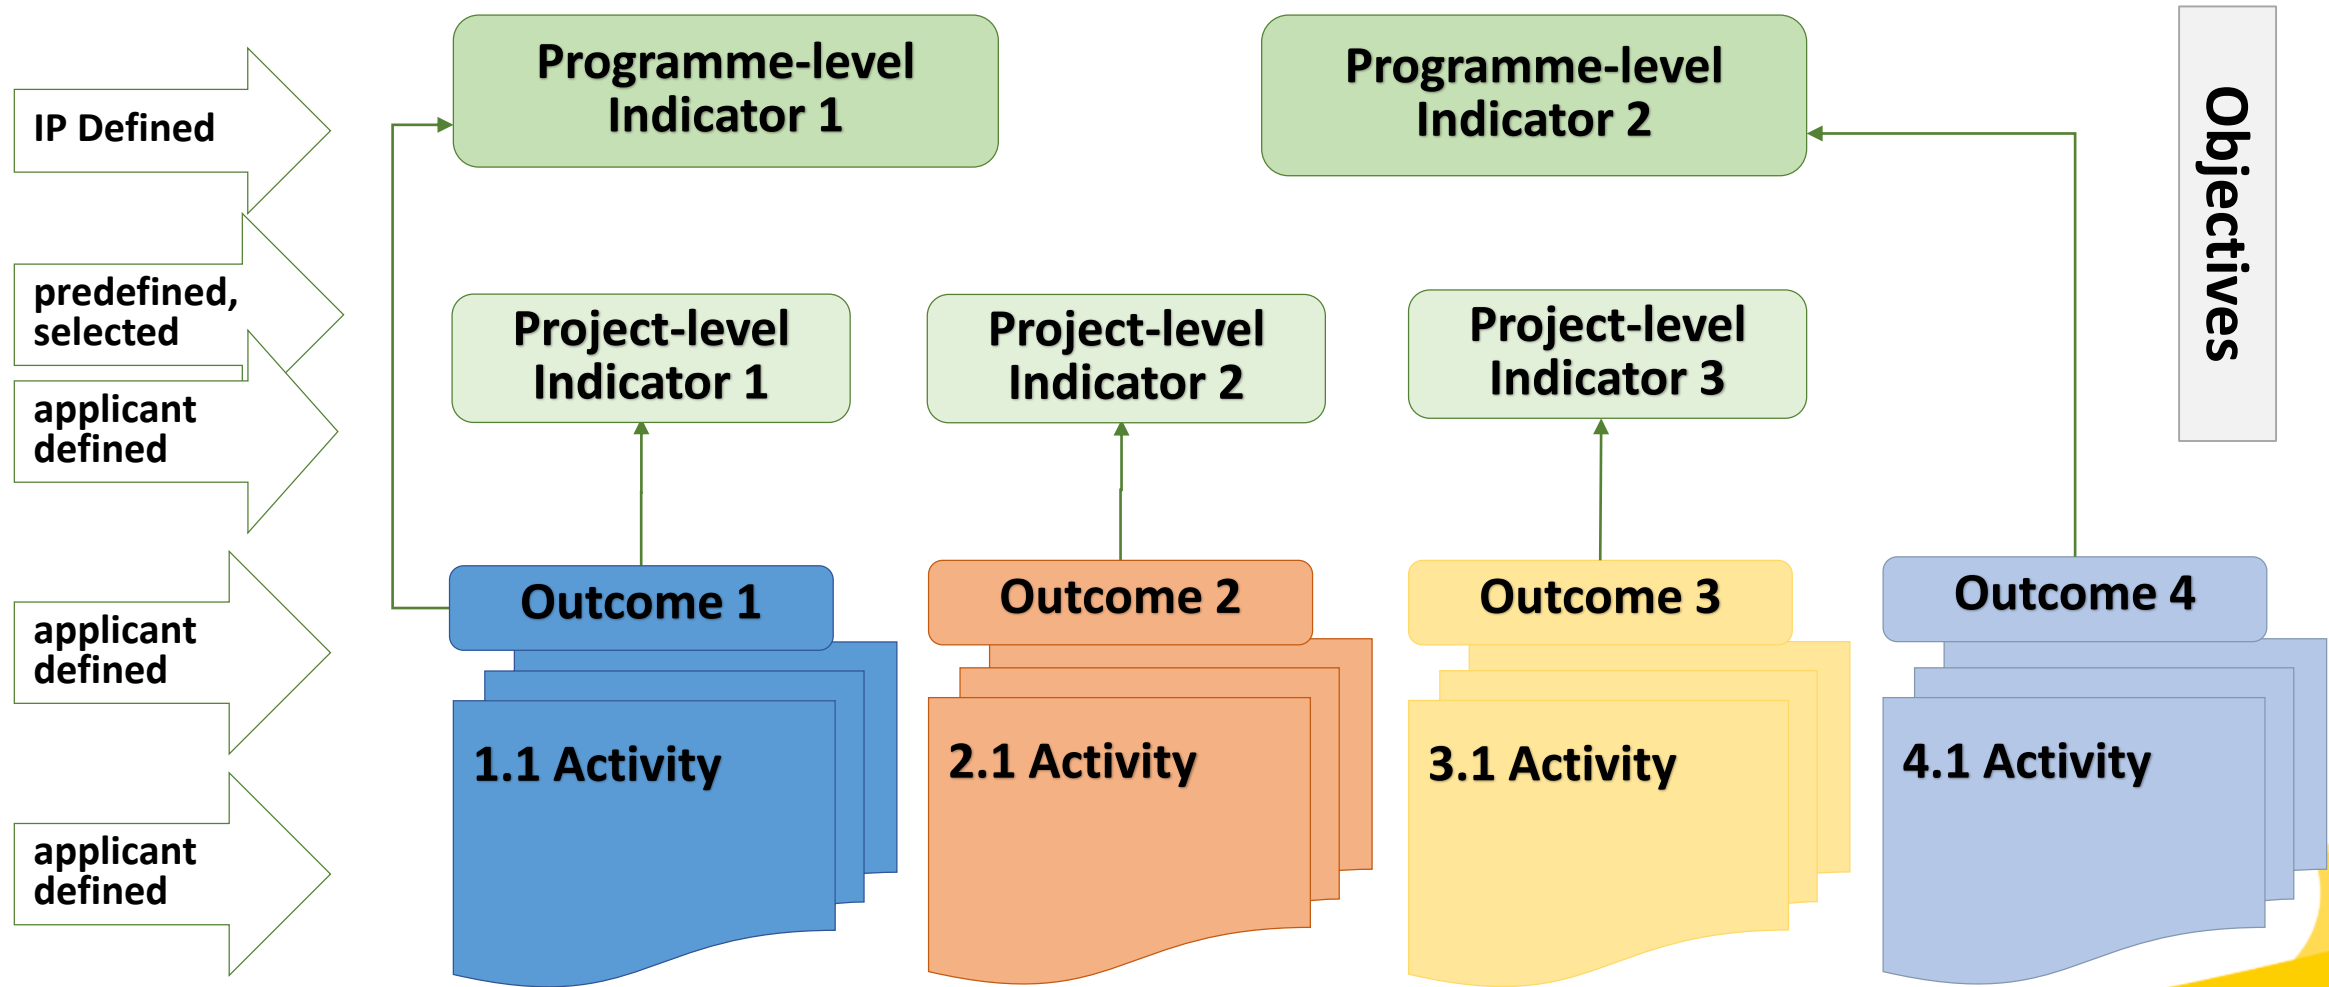 IP Defined
Programme-level
Indicator 1
Programme-level
Indicator 2
Objectives
predefined,
selected
applicant
defined
Project-level
Indicator 1
Project-level
Indicator 2
Project-level
Indicator 3
applicant
defined
Outcome 1
Outcome 2
Outcome 3
Outcome 4
applicant
defined
1.1 Activity
2.1 Activity
3.1 Activity
4.1 Activity